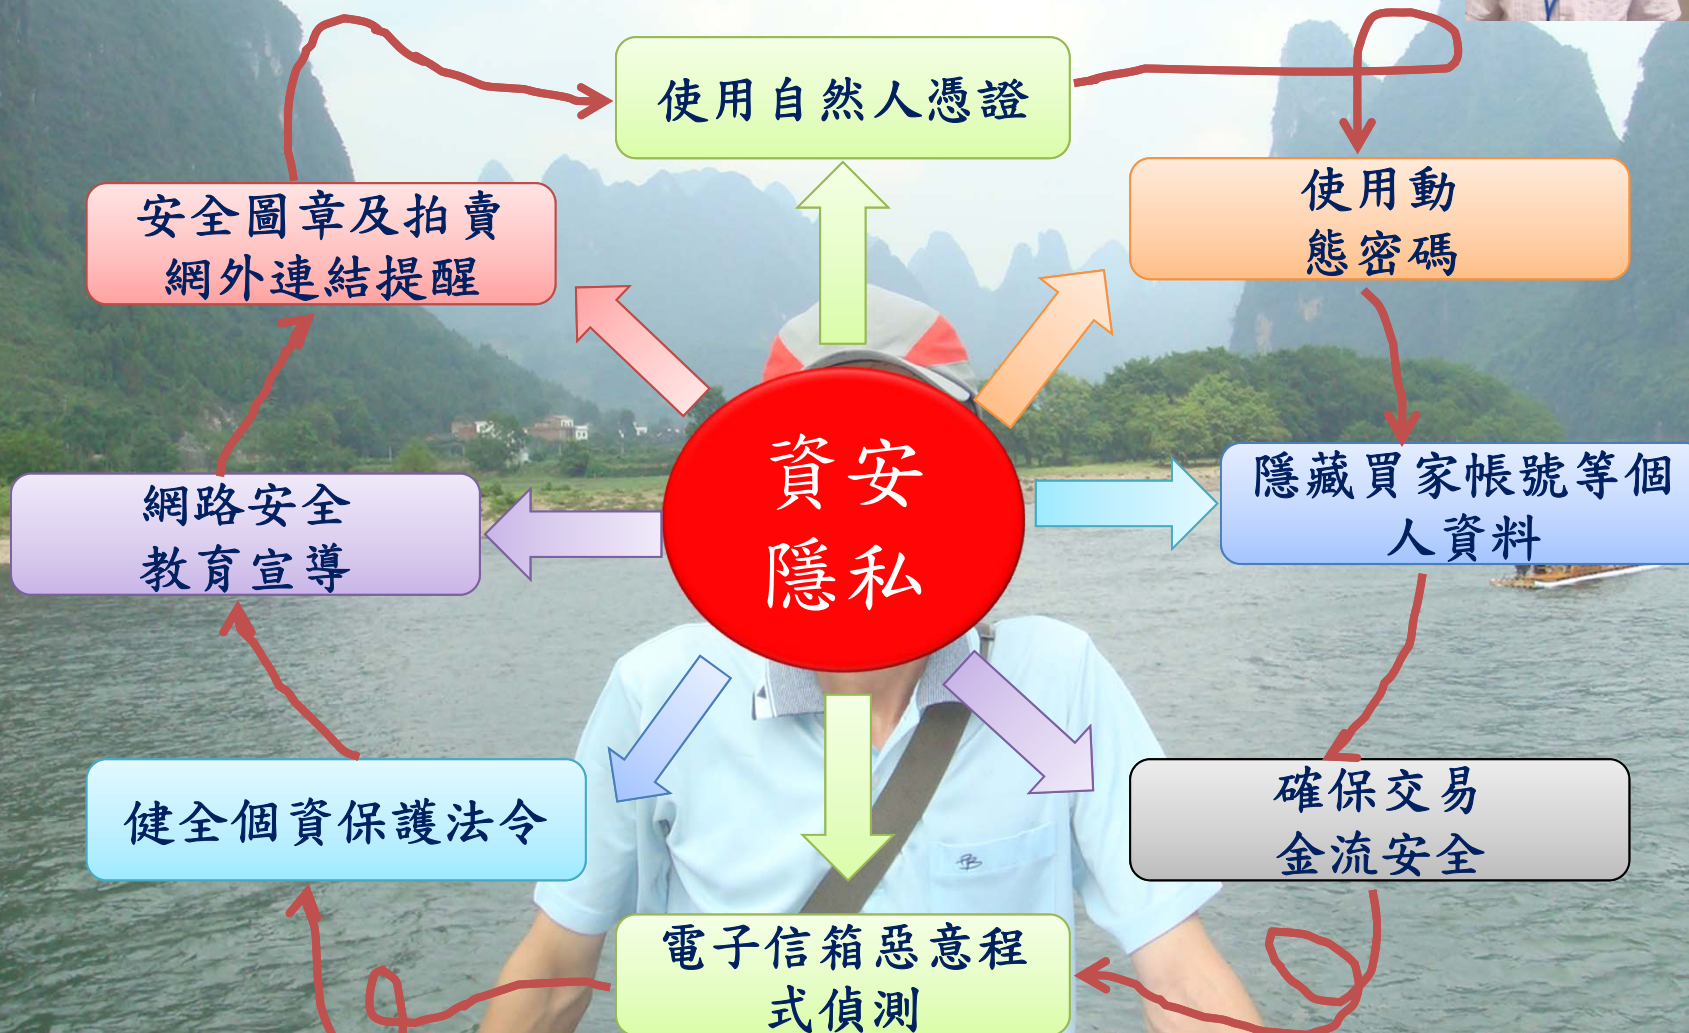 使用自然人憑證
使用動
態密碼
安全圖章及拍賣
網外連結提醒
資安
隱私
隱藏買家帳號等個
人資料
網路安全
教育宣導
確保交易
金流安全
健全個資保護法令
電子信箱惡意程
式偵測